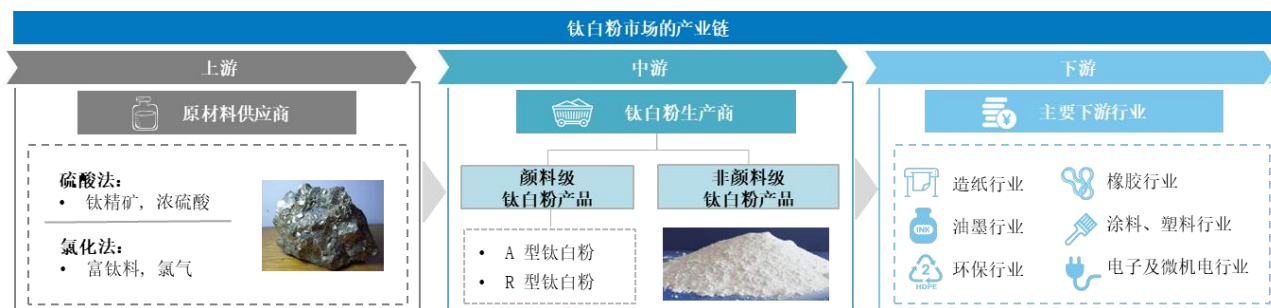 钛白粉市场的产业链
上游
中游
下游
原材料供应商
钛白粉生产商
主要下游行业
硫酸法：
• 钛精矿，浓硫酸
氯化法：
• 富钛料，氯气
颜料级
钛白粉产品
非颜料级
钛白粉产品
• A 型钛白粉
• R 型钛白粉
造纸行业
橡胶行业
INK
油墨行业
涂料、塑料行业
2
HDPE
环保行业
电子及微机电行业